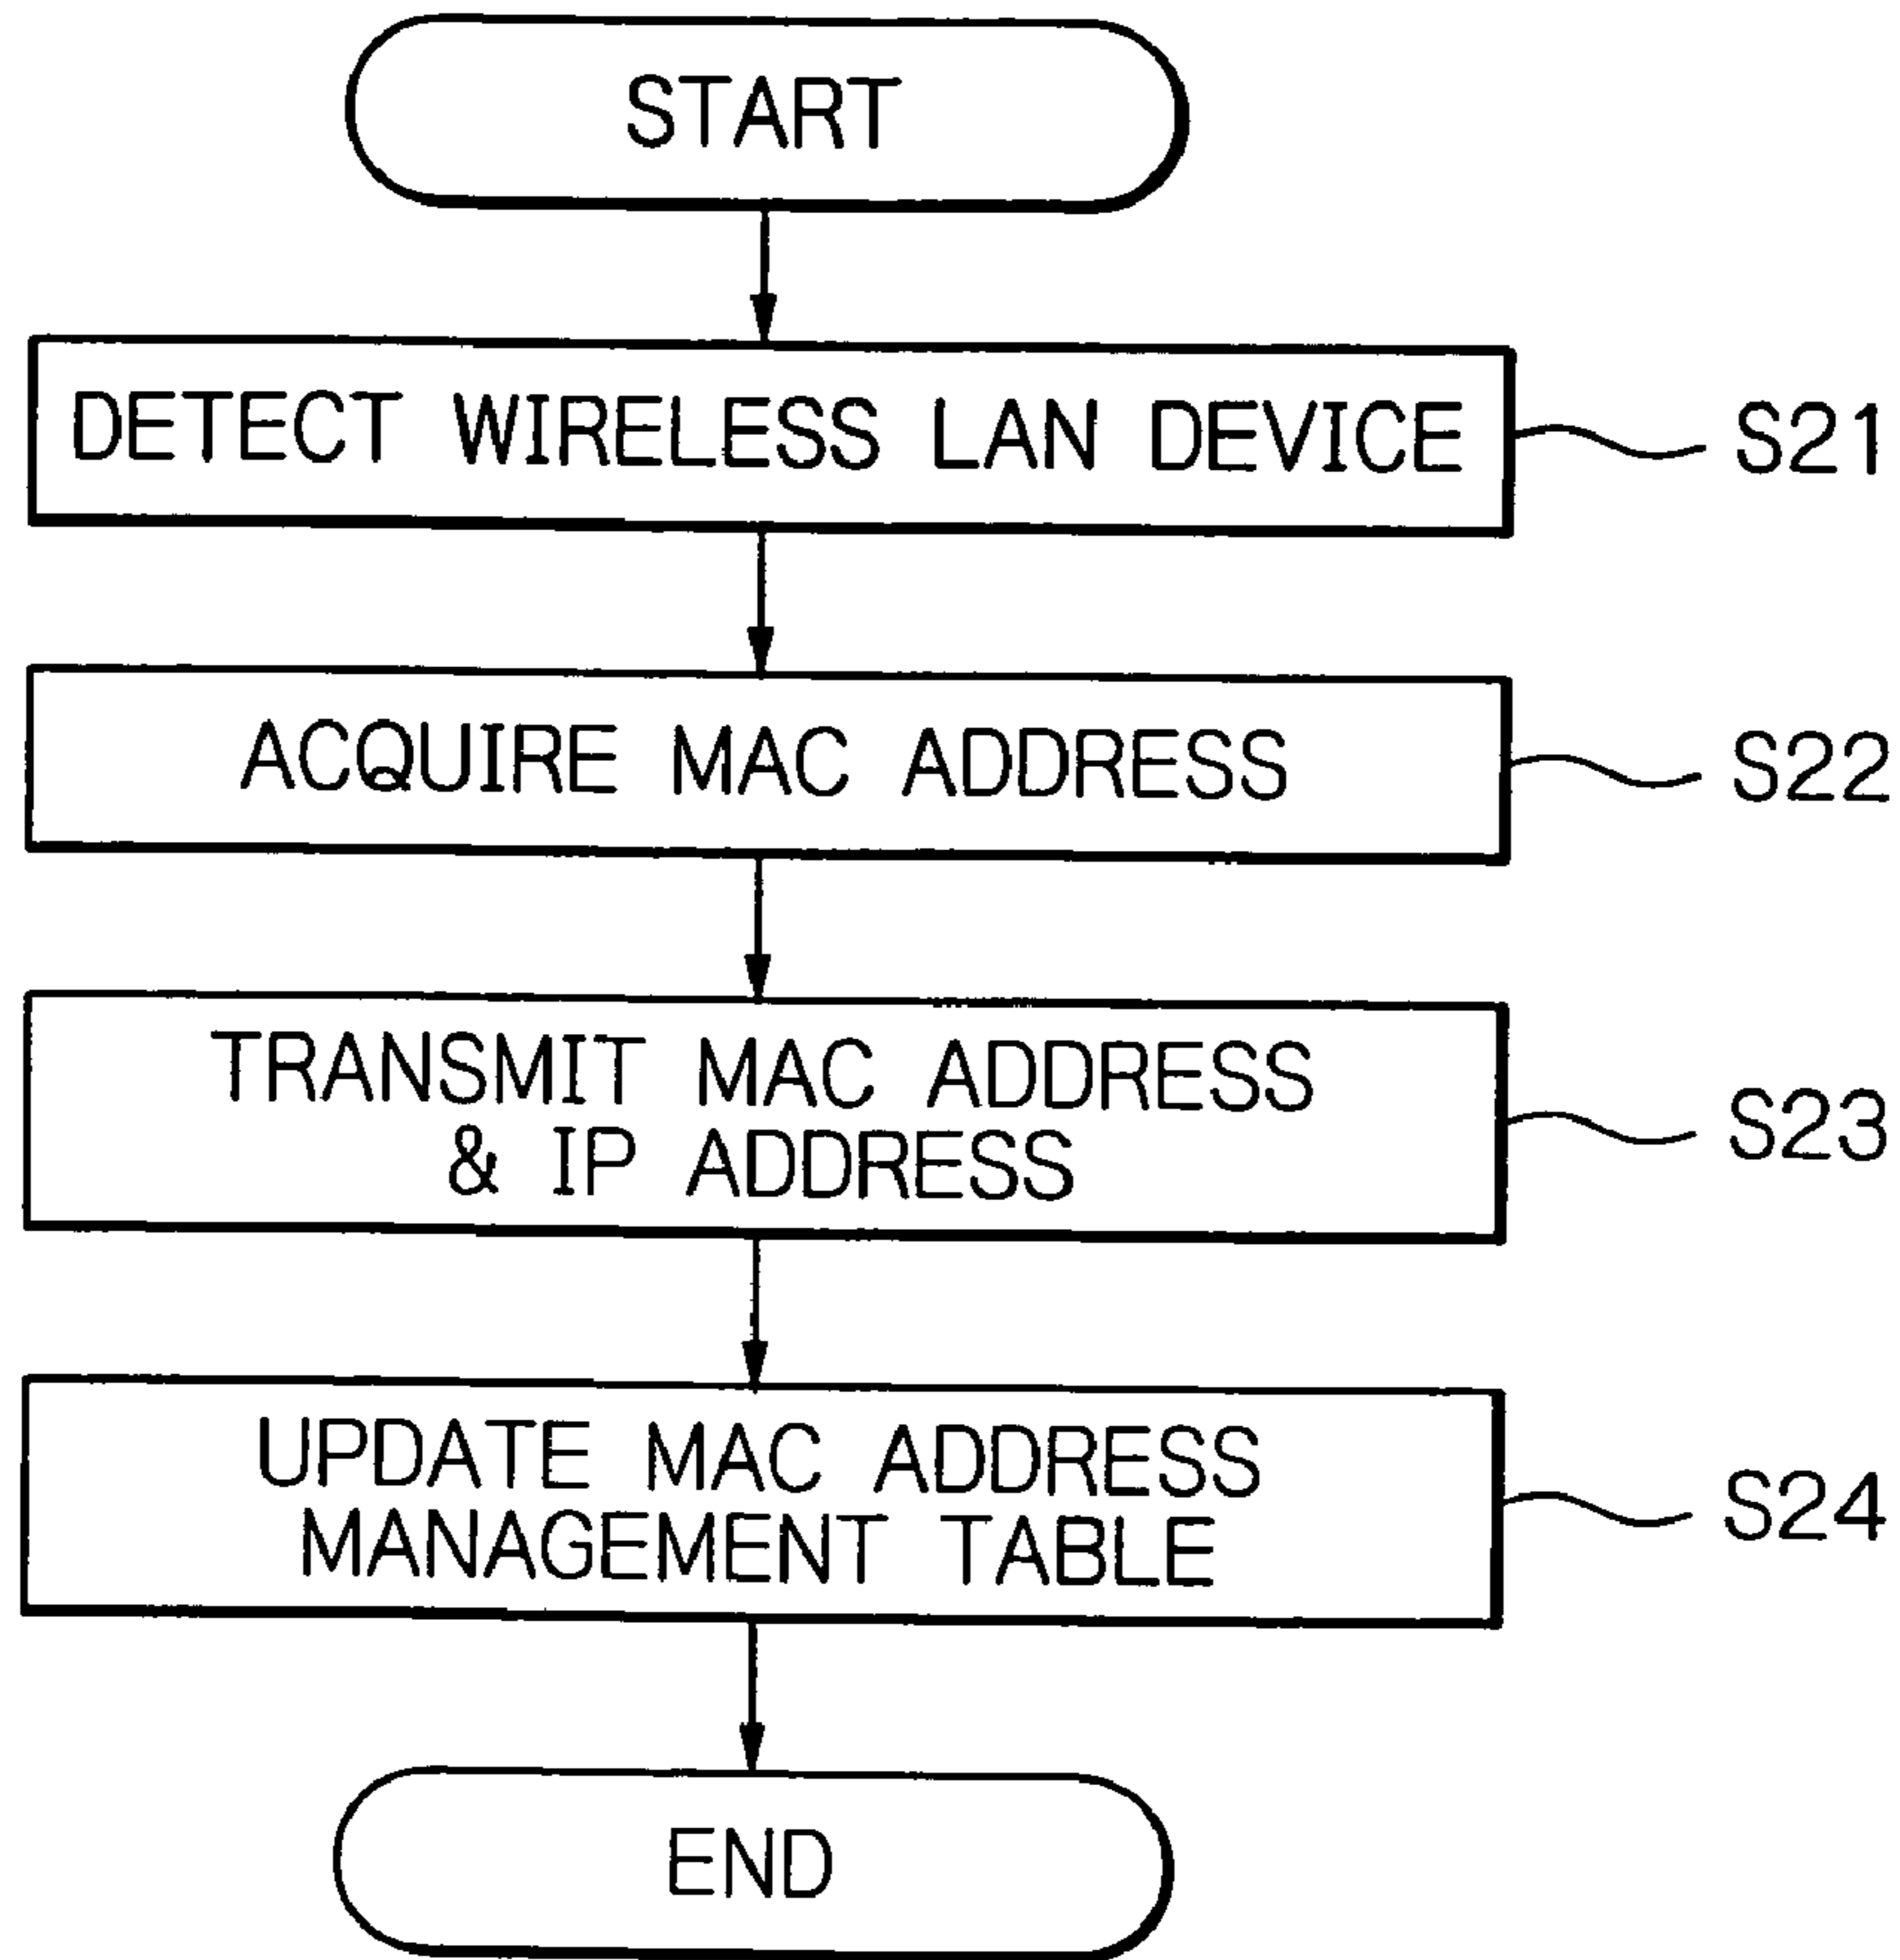 START
DETECT WIRELESS LAN DEVICE
S21
ACQUIRE MAC ADDRESS
S22
TRANSMIT MAC ADDRESS
& IP ADDRESS
S23
UPDATE MAC ADDRESS
MANAGEMENT TABLE
S24
END